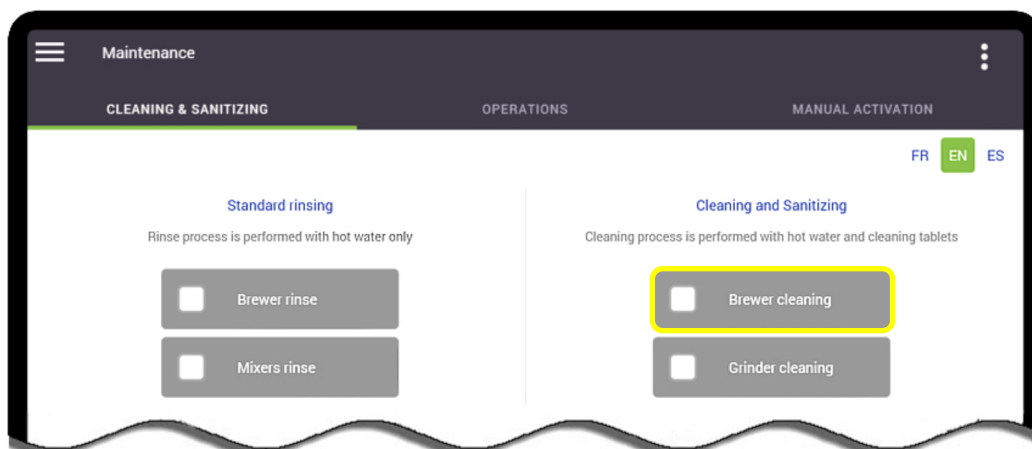 Maintenance
CLEANING & SANITIZING
OPERATIONS
MANUAL ACTIVATION
FR EN ES
Standard rinsing
Rinse process is performed with hot water only
Brewer rinse
Mixers rinse
Cleaning and Sanitizing
Cleaning process is performed with hot water and cleaning tablets
Brewer cleaning
Grinder cleaning